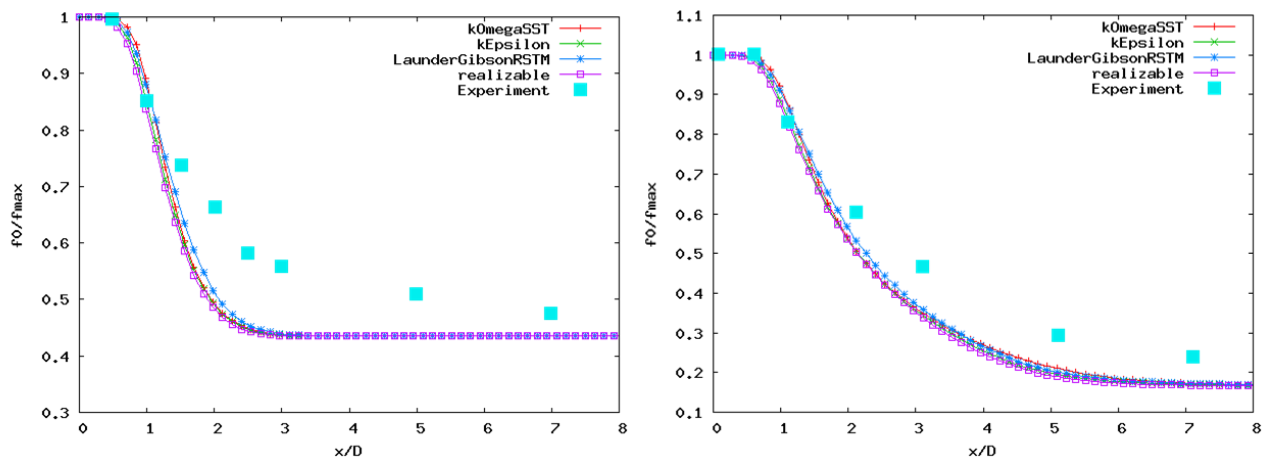 1
0.9
0.8
0.7
0.6
0.5
0.4
0.3
f0/fmax
0 1 2 3 4 5 6 7 8
x/D
kOmegaSST
kEpsilon
LaunderGibsonRSTM
realizable
Experiment
1.1
1
0.9
0.8
0.7
0.6
0.5
0.4
0.3
0.2
0.1
f0/fmax
0 1 2 3 4 5 6 7 8
x/D
kOmegaSST
kEpsilon
LaunderGibsonRSTM
realizable
Experiment